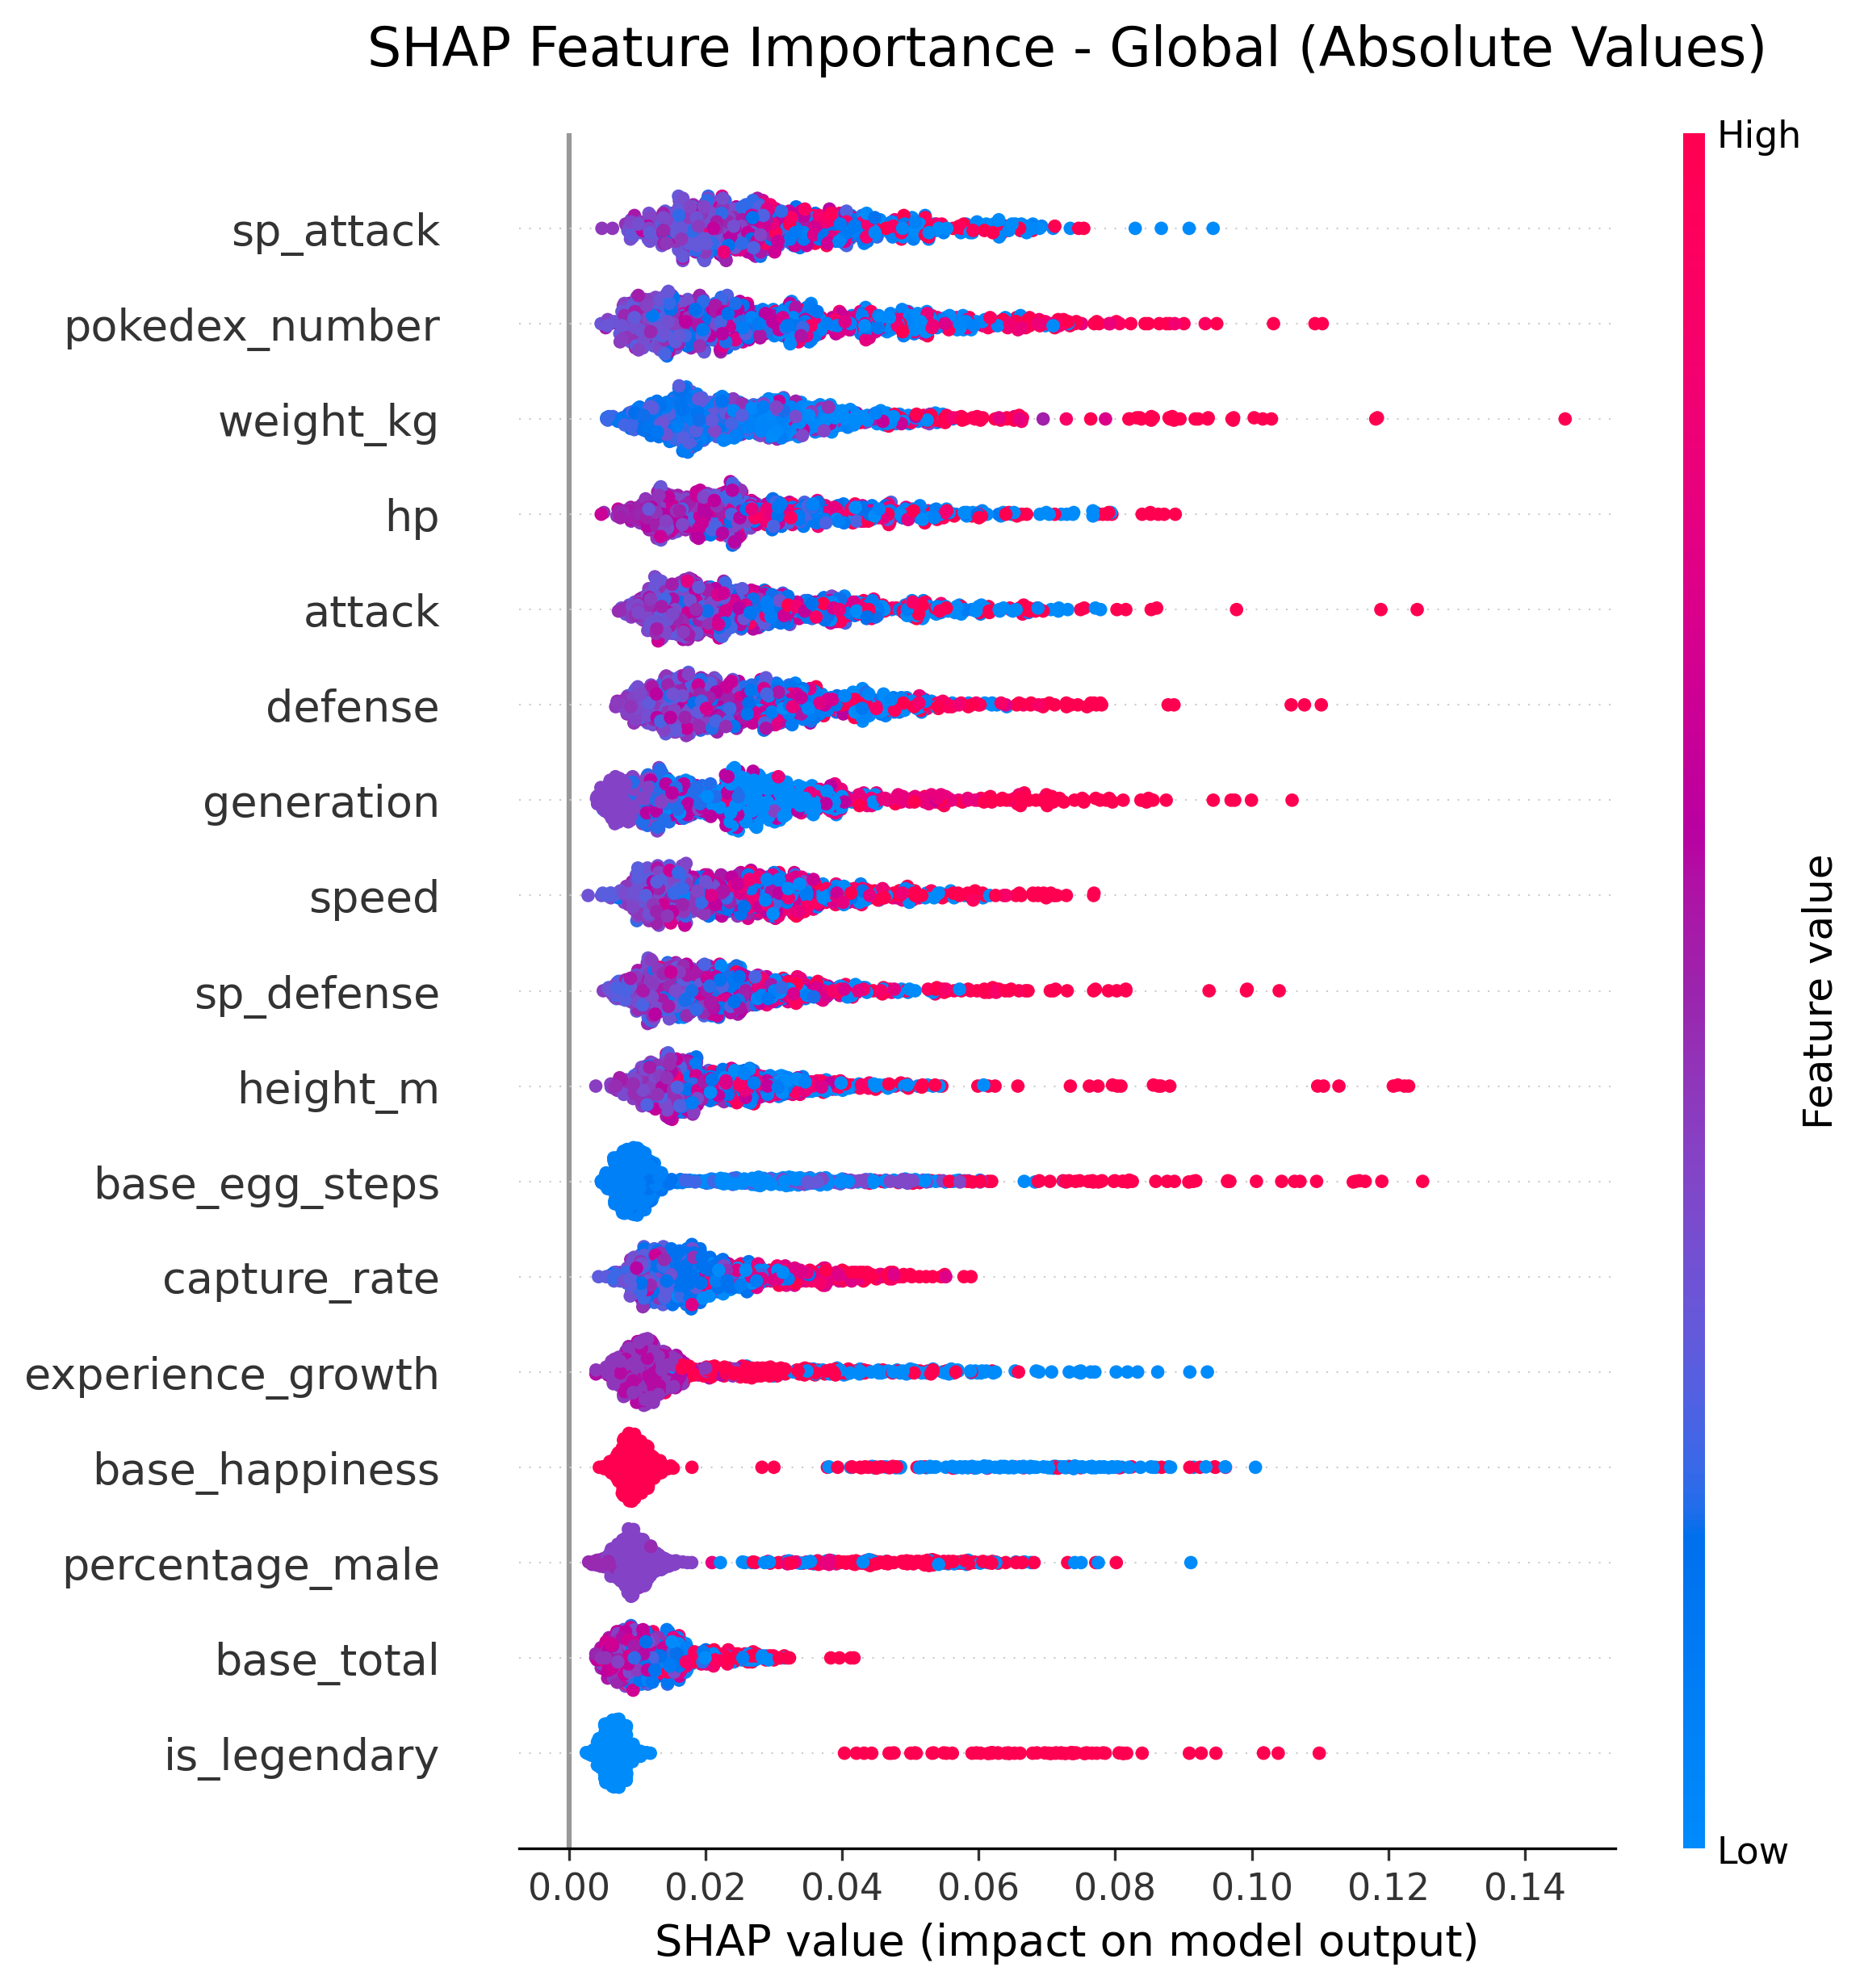 SHAP Feature Importance - Global (Absolute Values)
High
sp_attack
pokedex_number
weight_kg
hp
attack
defense
generation
speed
sp_defense
height_m
base_egg_steps
capture_rate
experience_growth
base_happiness
percentage_male
base_total
is_legendary
Feature value
Low
0.00 0.02 0.04 0.06 0.08 0.10 0.12 0.14
SHAP value (impact on model output)